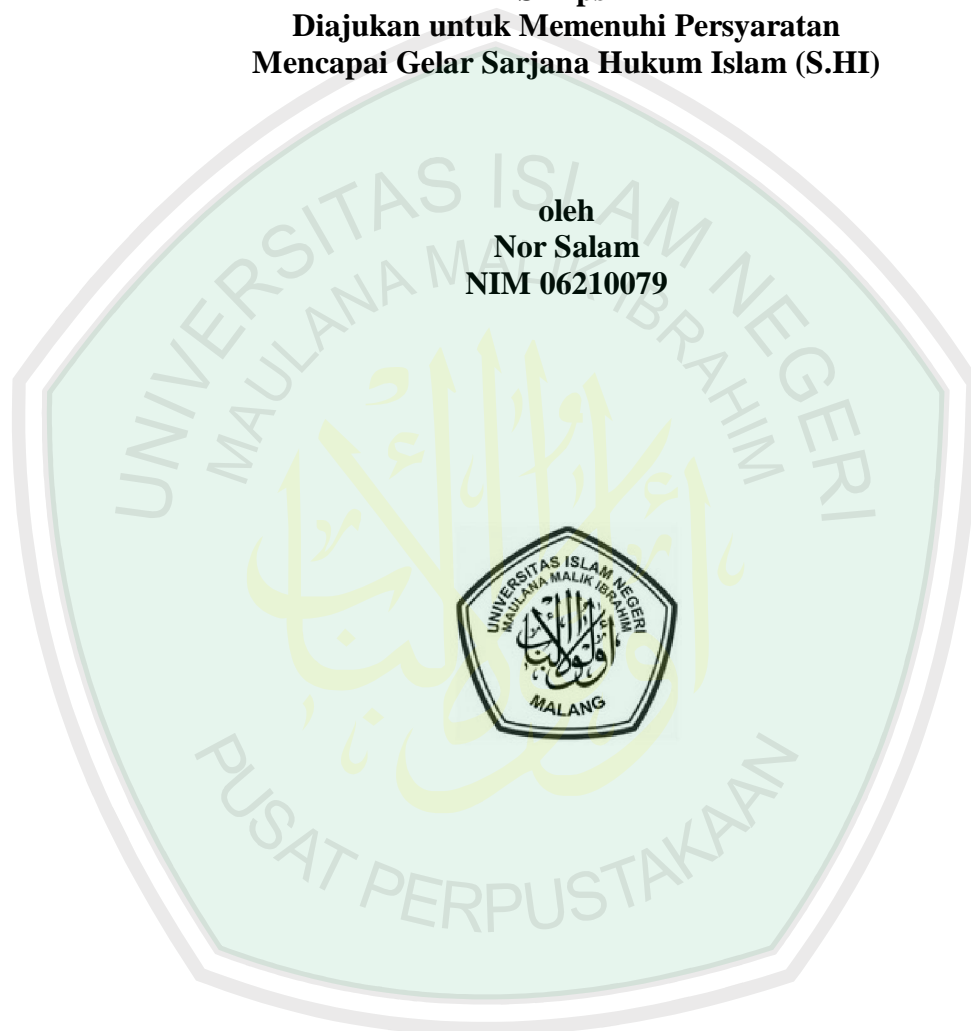 Diajukan untuk Memenuhi Persyaratan
Mencapai Gelar Sarjana Hukum Islam (S.HI)
oleh
Nor Salam
NIM 06210079
UNIVERSITAS ISLAM NEGERI
MAULANA MALIK IBRAHIM
PUSAT PERPUSTAKAAN
UNIVERSITAS ISLAM NEGERI
MAULANA MALIK IBRAHIM
MALANG